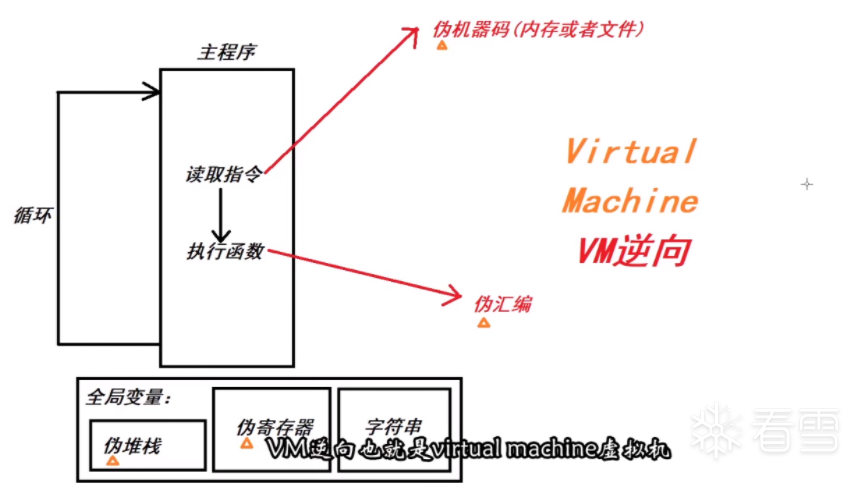 主程序
伪机器码(内存或者文件)
读取指令
循环
执行函数
Virtual
Machine
VM逆向
伪汇编
全局变量:
伪堆栈
伪寄存器
字符串
VM逆向也就是virtual machine虚拟机
看雪